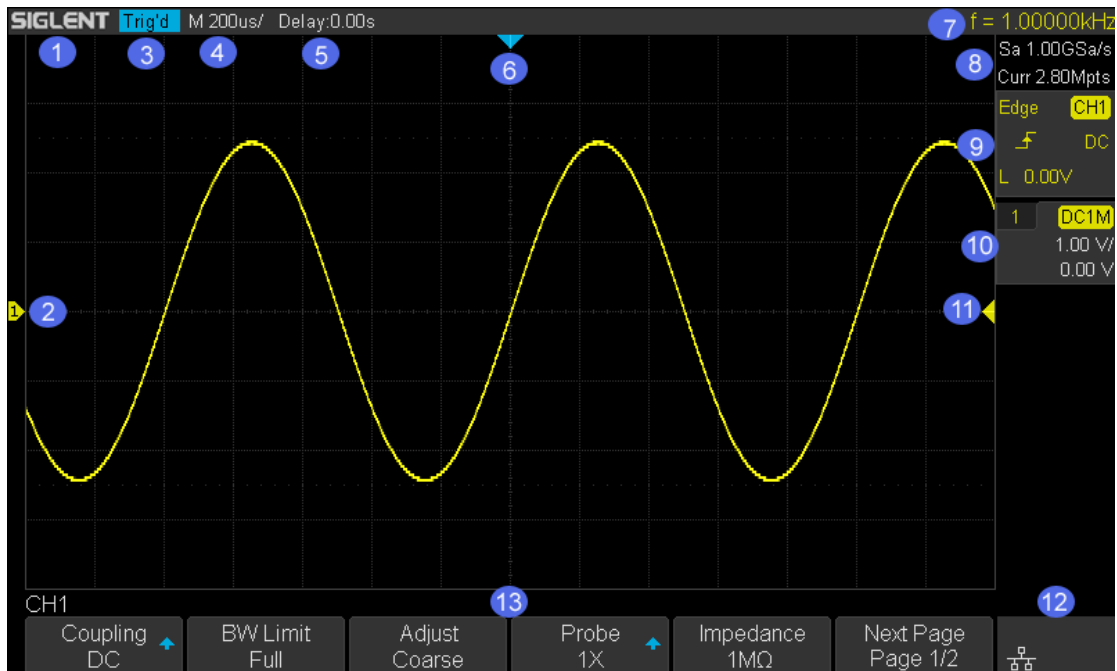 SIGLENT Trig'd M 200us/ Delay:0.00s f = 1.00000kHz
1 3 4 5 6 7 8
Sa 1.00GSa/s
Curr 2.80Mpts
Edge CH1
9 DC
L 0.00V
1 DC1M
10 1.00 V/
0.00 V
1 2 11
CH1 13 12
Coupling
DC
BW Limit
Full
Adjust
Coarse
Probe
1X
Impedance
1MΩ
Next Page
Page 1/2